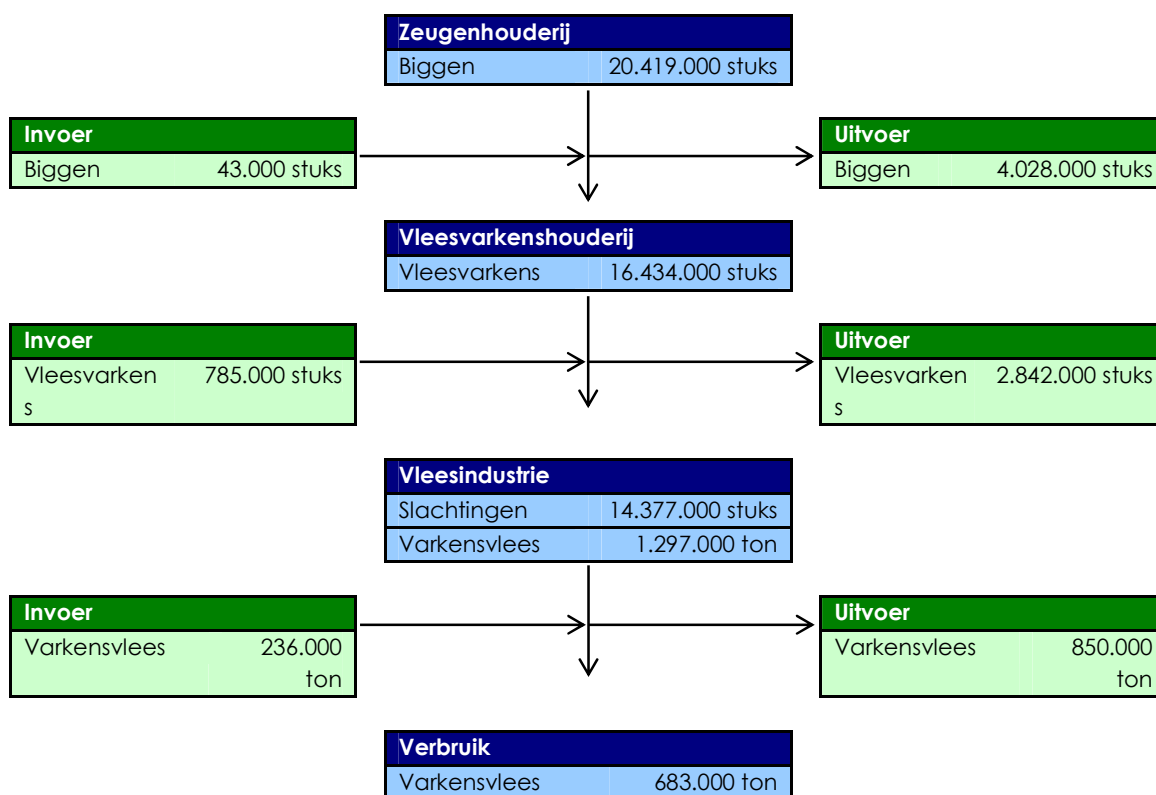 Zeugenhouderij
Biggen 20.419.000 stuks
Invoer
Biggen 43.000 stuks
Uitvoer
Biggen 4.028.000 stuks
Vleesvarkenshouderij
Vleesvarkens 16.434.000 stuks
Invoer
Vleesvarken 785.000 stuks
s
Uitvoer
Vleesvarken 2.842.000 stuks
s
Vleesindustrie
Slachtingen 14.377.000 stuks
Varkensvlees 1.297.000 ton
Invoer
Varkensvlees 236.000
ton
Uitvoer
Varkensvlees 850.000
ton
Verbruik
Varkensvlees 683.000 ton